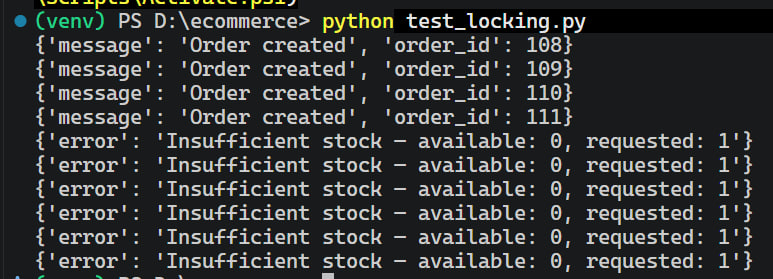 \Scripts\Activate.ps1)
(venv) PS D:\ecommerce> python test_locking.py
{'message': 'Order created', 'order_id': 108}
{'message': 'Order created', 'order_id': 109}
{'message': 'Order created', 'order_id': 110}
{'message': 'Order created', 'order_id': 111}
{'error': 'Insufficient stock — available: 0, requested: 1'}
{'error': 'Insufficient stock — available: 0, requested: 1'}
{'error': 'Insufficient stock — available: 0, requested: 1'}
{'error': 'Insufficient stock — available: 0, requested: 1'}
{'error': 'Insufficient stock — available: 0, requested: 1'}
{'error': 'Insufficient stock — available: 0, requested: 1'}
(venv) PS